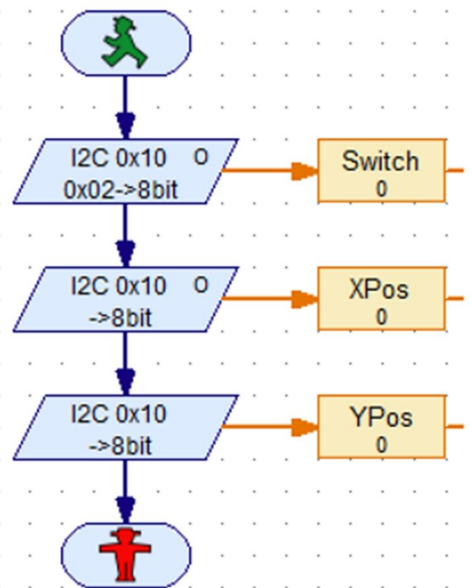 I2C 0x10 O
0x02->8bit
Switch
0
I2C 0x10 O
->8bit
XPos
0
I2C 0x10
->8bit
YPos
0